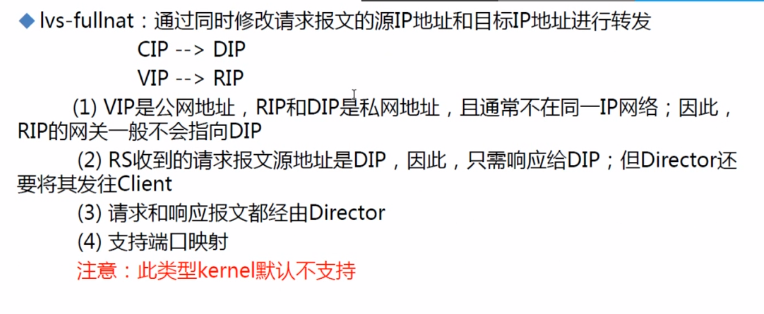 ◆ lvs-fullnat：通过同时修改请求报文的源IP地址和目标IP地址进行转发
CIP --> DIP
VIP --> RIP
(1) VIP是公网地址，RIP和DIP是私网地址，且通常不在同一IP网络；因此，
RIP的网关一般不会指向DIP
(2) RS收到的请求报文源地址是DIP，因此，只需响应给DIP；但Director还
要将其发往Client
(3) 请求和响应报文都经由Director
(4) 支持端口映射
注意：此类型kernel默认不支持